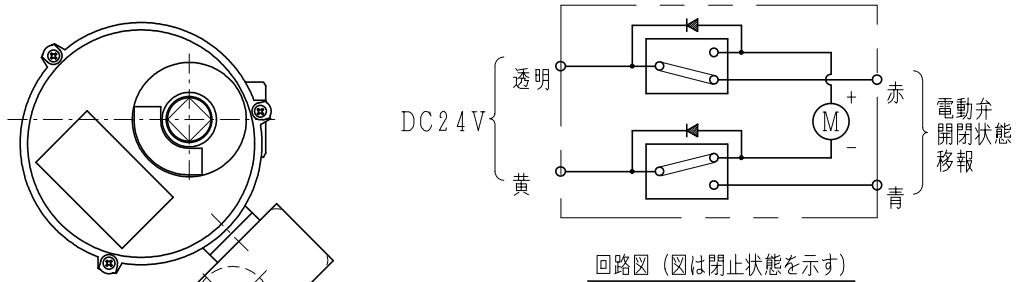 透明
DC24V
黄
M
+
-
赤
青
電動弁
開閉状態
移報
回路図 (図は閉止状態を示す)